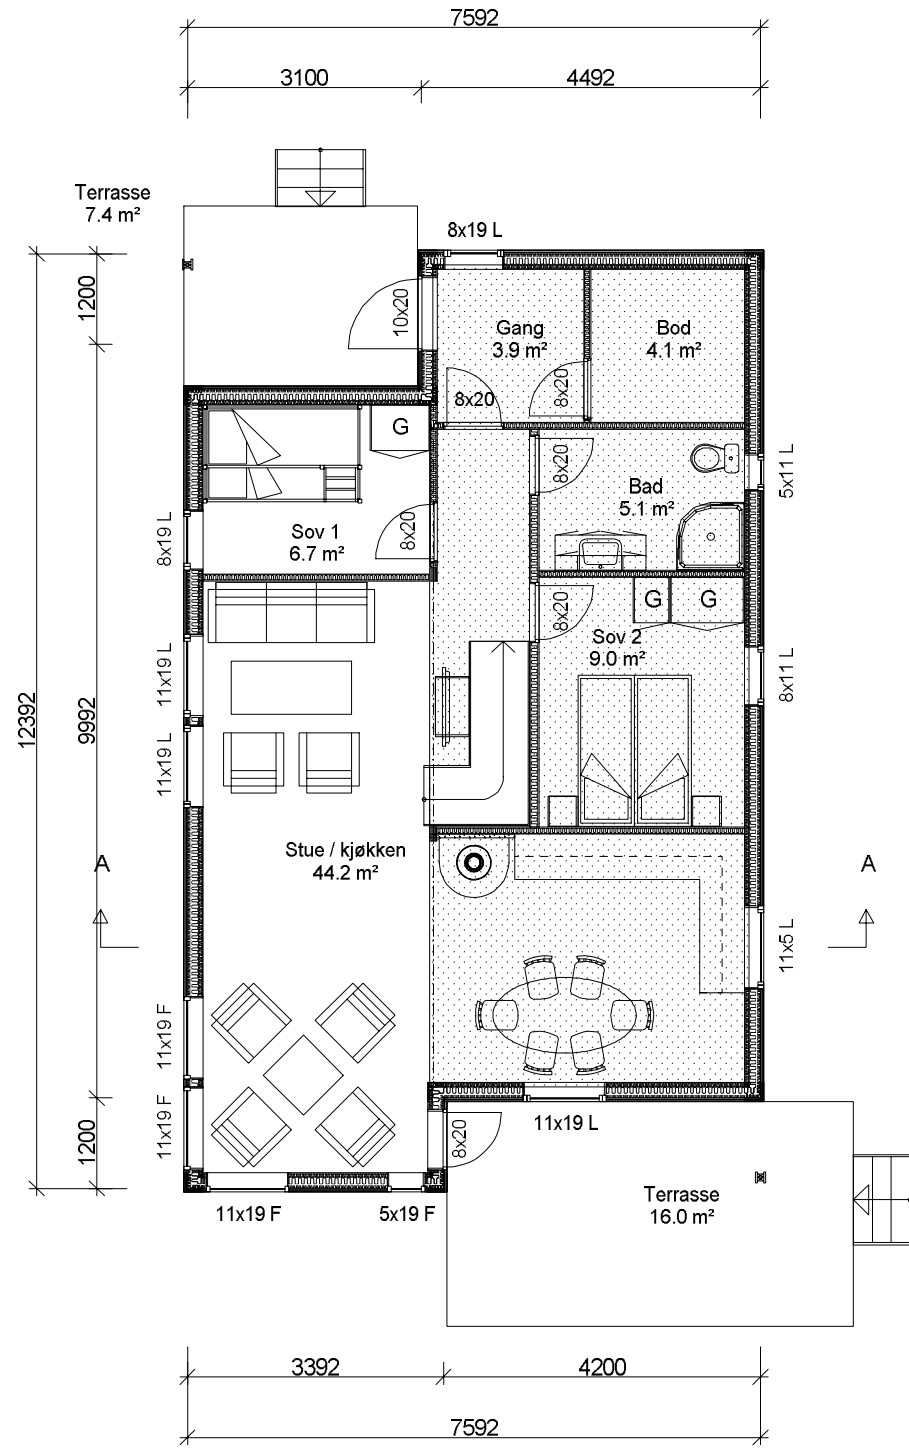 7592
3100
4492
Terrasse
7.4 m²
8x19 L
1200
10x20
Gang
3.9 m²
Bod
4.1 m²
8x20
8x20
G
8x20
Bad
5.1 m²
5x11 L
8x19 L
Sov 1
6.7 m²
8x20
G
G
8x20
Sov 2
9.0 m²
11x19 L
8x11 L
12392
9992
11x19 L
Stue / kjøkken
44.2 m²
A
A
11x5 L
11x19 F
11x19 F
1200
8x20
11x19 L
Terrasse
16.0 m²
11x19 F
5x19 F
3392
4200
7592